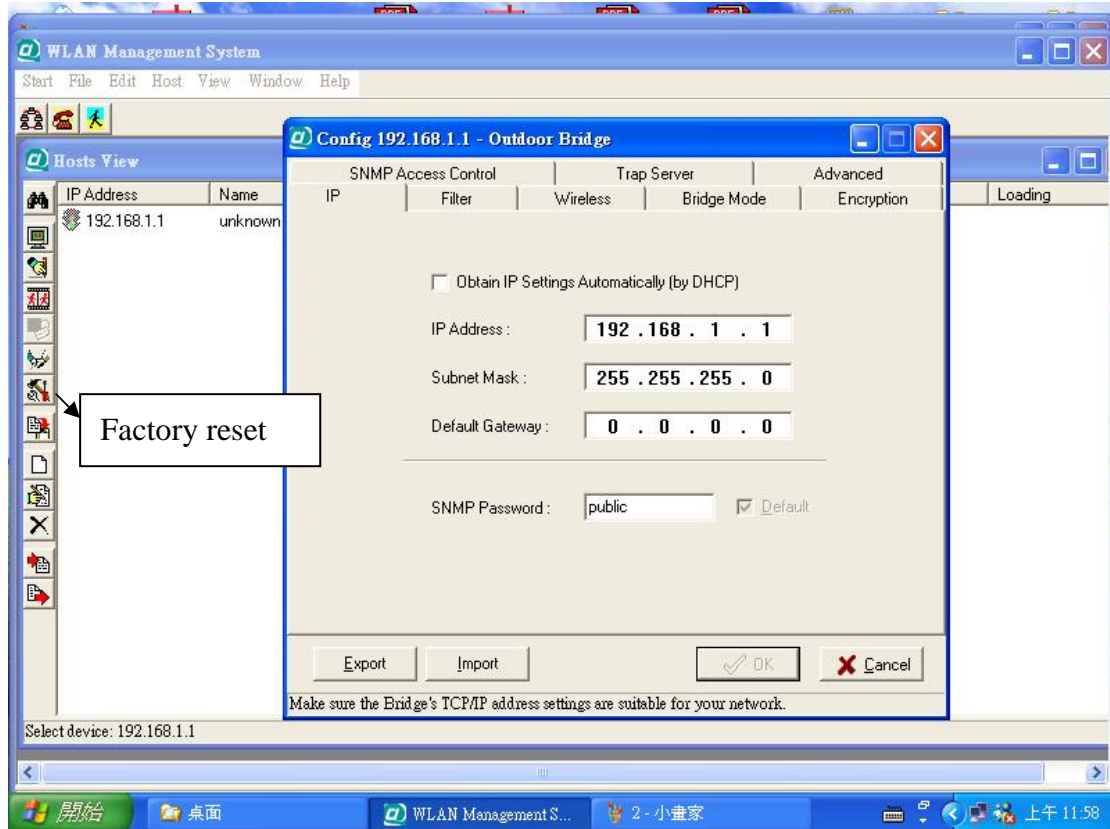 WLAN Management System
Start File Edit Host View Window Help
Config 192.168.1.1 - Outdoor Bridge
Hosts View
SNMP Access Control Trap Server Advanced
IP Address Name IP Filter Wireless Bridge Mode Encryption Loading
192.168.1.1 unknown
Obtain IP Settings Automatically (by DHCP)
IP Address : 192 . 168 . 1 . 1
Subnet Mask : 255 . 255 . 255 . 0
Factory reset
Default Gateway : 0 . 0 . 0 . 0
SNMP Password : public Default
Export Import OK Cancel
Make sure the Bridge's TCP/IP address settings are suitable for your network.
Select device: 192.168.1.1
開始 桌面 WLAN Management S... 2 - 小畫家 上午 11:58